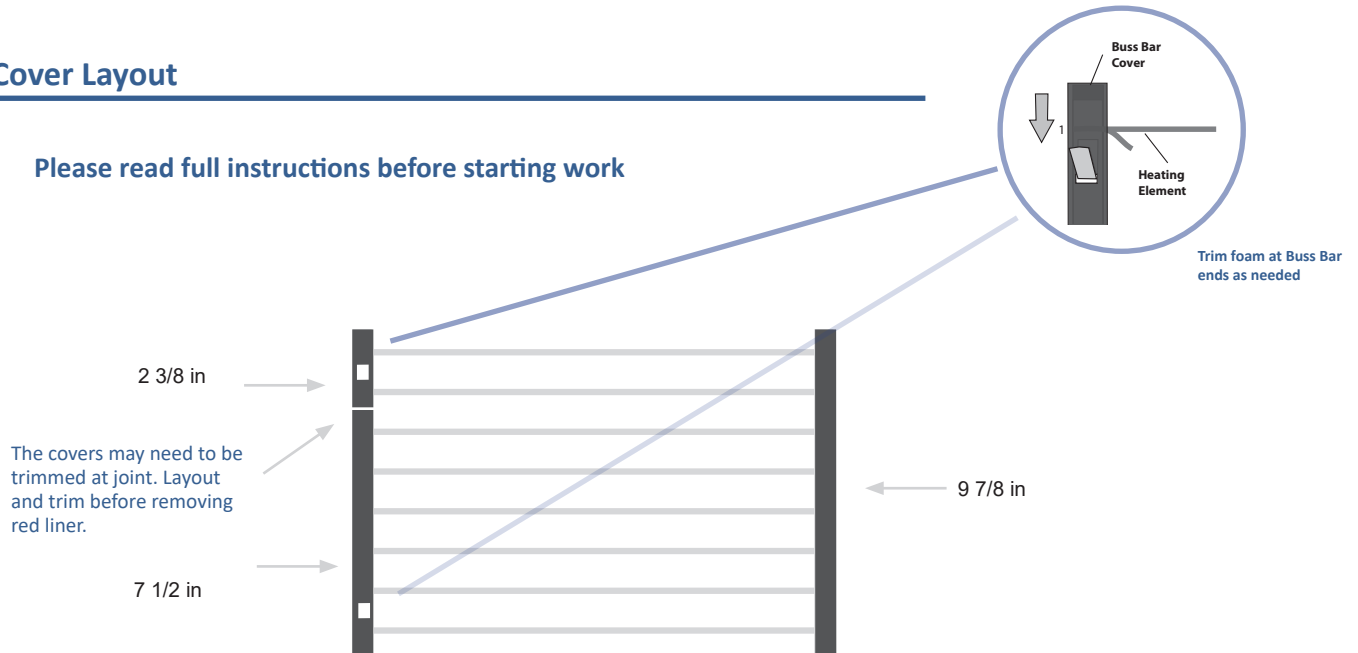 Cover Layout
Please read full instructions before starting work
Buss Bar
Cover
1
Heating
Element
Trim foam at Buss Bar
ends as needed
2 3/8 in
The covers may need to be
trimmed at joint. Layout
and trim before removing
red liner.
9 7/8 in
7 1/2 in